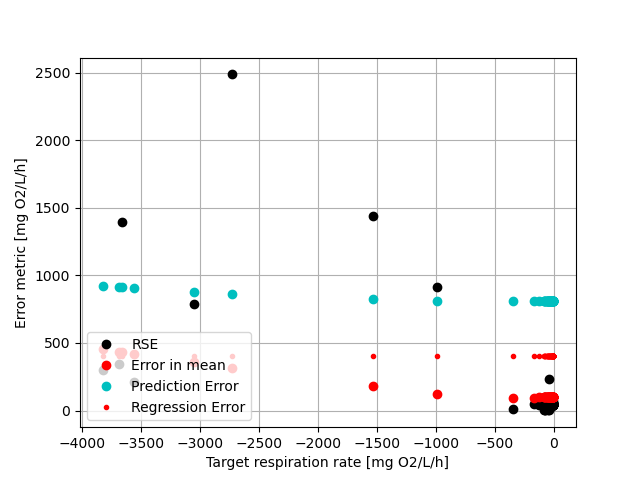 2500
2000
1500
1000
500
0
Error metric [mg O2/L/h]
RSE
Error in mean
Prediction Error
Regression Error
−4000 −3500 −3000 −2500 −2000 −1500 −1000 −500 0
Target respiration rate [mg O2/L/h]